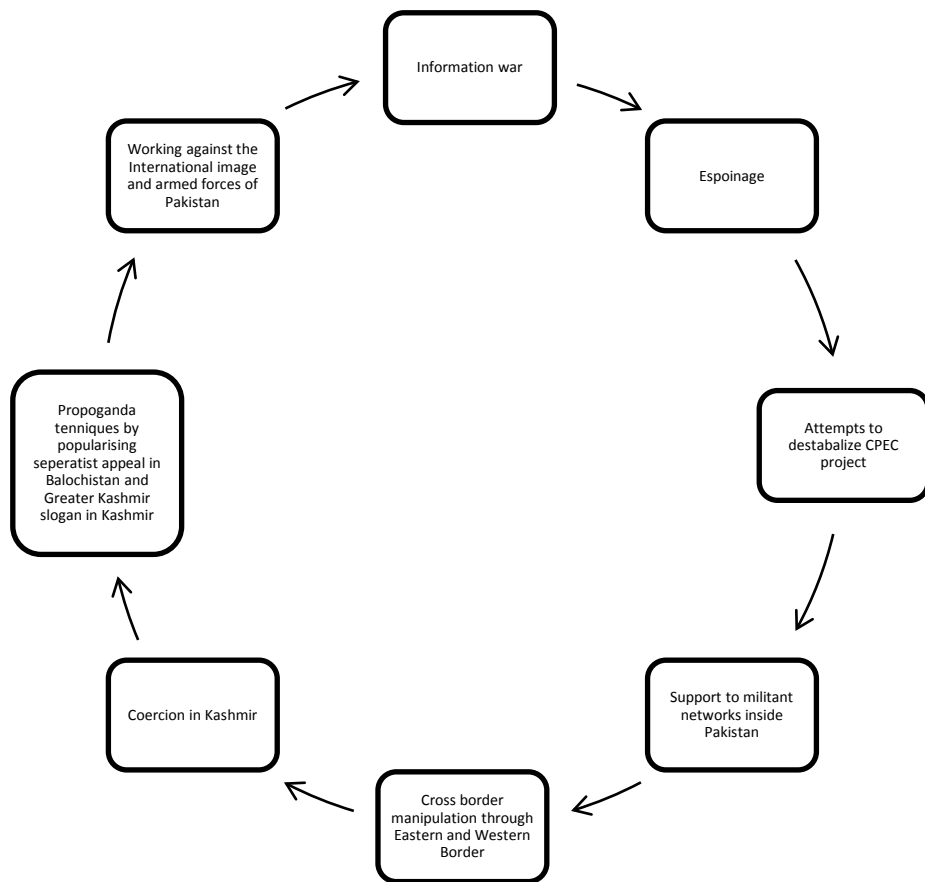 Information war
Espoinage
Attempts to
destabalize CPEC
project
Support to militant
networks inside
Pakistan
Cross border
manipulation through
Eastern and Western
Border
Coercion in Kashmir
Propoganda
tenniques by
popularising
seperatist appeal in
Balochistan and
Greater Kashmir
slogan in Kashmir
Working against the
International image
and armed forces of
Pakistan